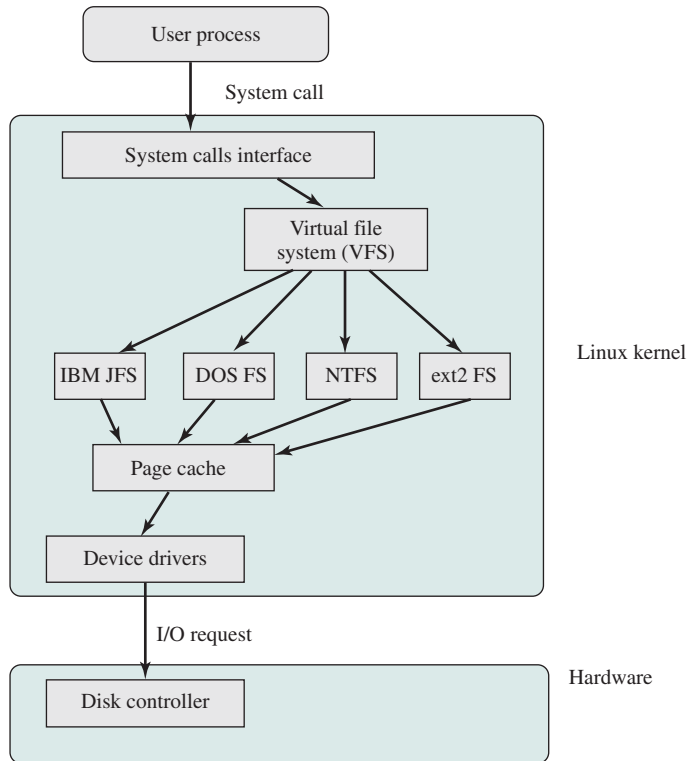 User process
System call
System calls interface
Virtual file
system (VFS)
IBM JFS
DOS FS
NTFS
ext2 FS
Linux kernel
Page cache
Device drivers
I/O request
Hardware
Disk controller